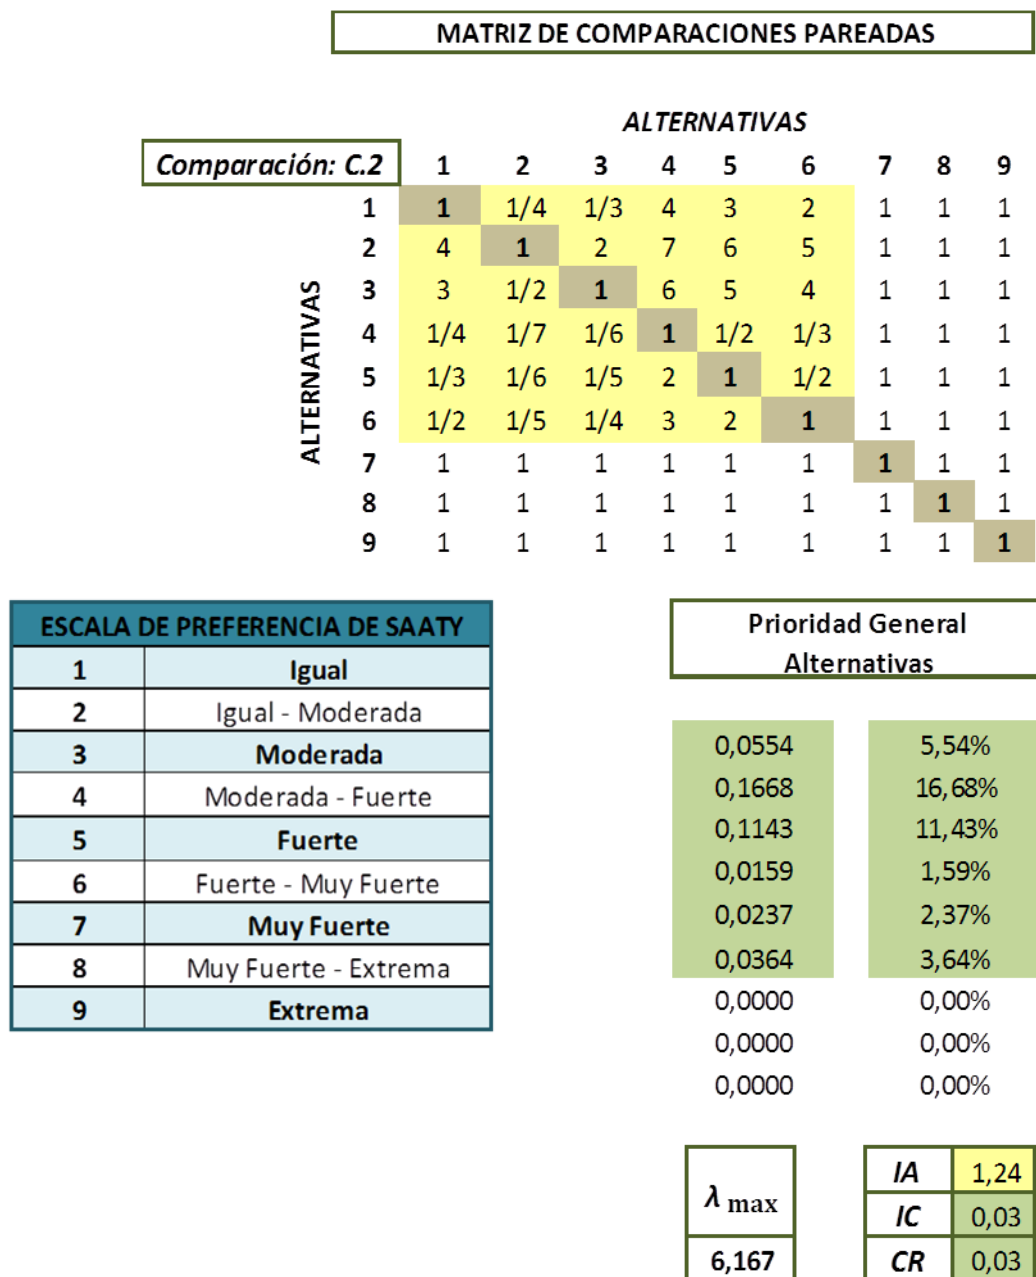 MATRIZ DE COMPARACIONES PAREADAS
ALTERNATIVAS
Comparación: C.2 1 2 3 4 5 6 7 8 9
ALTERNATIVAS
1 1 1/4 1/3 4 3 2 1 1 1
2 4 1 2 7 6 5 1 1 1
3 3 1/2 1 6 5 4 1 1 1
4 1/4 1/7 1/6 1 1/2 1/3 1 1 1
5 1/3 1/6 1/5 2 1 1/2 1 1 1
6 1/2 1/5 1/4 3 2 1 1 1 1
7 1 1 1 1 1 1 1 1 1
8 1 1 1 1 1 1 1 1 1
9 1 1 1 1 1 1 1 1 1
ESCALA DE PREFERENCIA DE SAATY
1 Igual
2 Igual - Moderada
3 Moderada
4 Moderada - Fuerte
5 Fuerte
6 Fuerte - Muy Fuerte
7 Muy Fuerte
8 Muy Fuerte - Extrema
9 Extrema
Prioridad General
Alternativas
0,0554 5,54%
0,1668 16,68%
0,1143 11,43%
0,0159 1,59%
0,0237 2,37%
0,0364 3,64%
0,0000 0,00%
0,0000 0,00%
0,0000 0,00%
λ max
6,167
IA 1,24
IC 0,03
CR 0,03